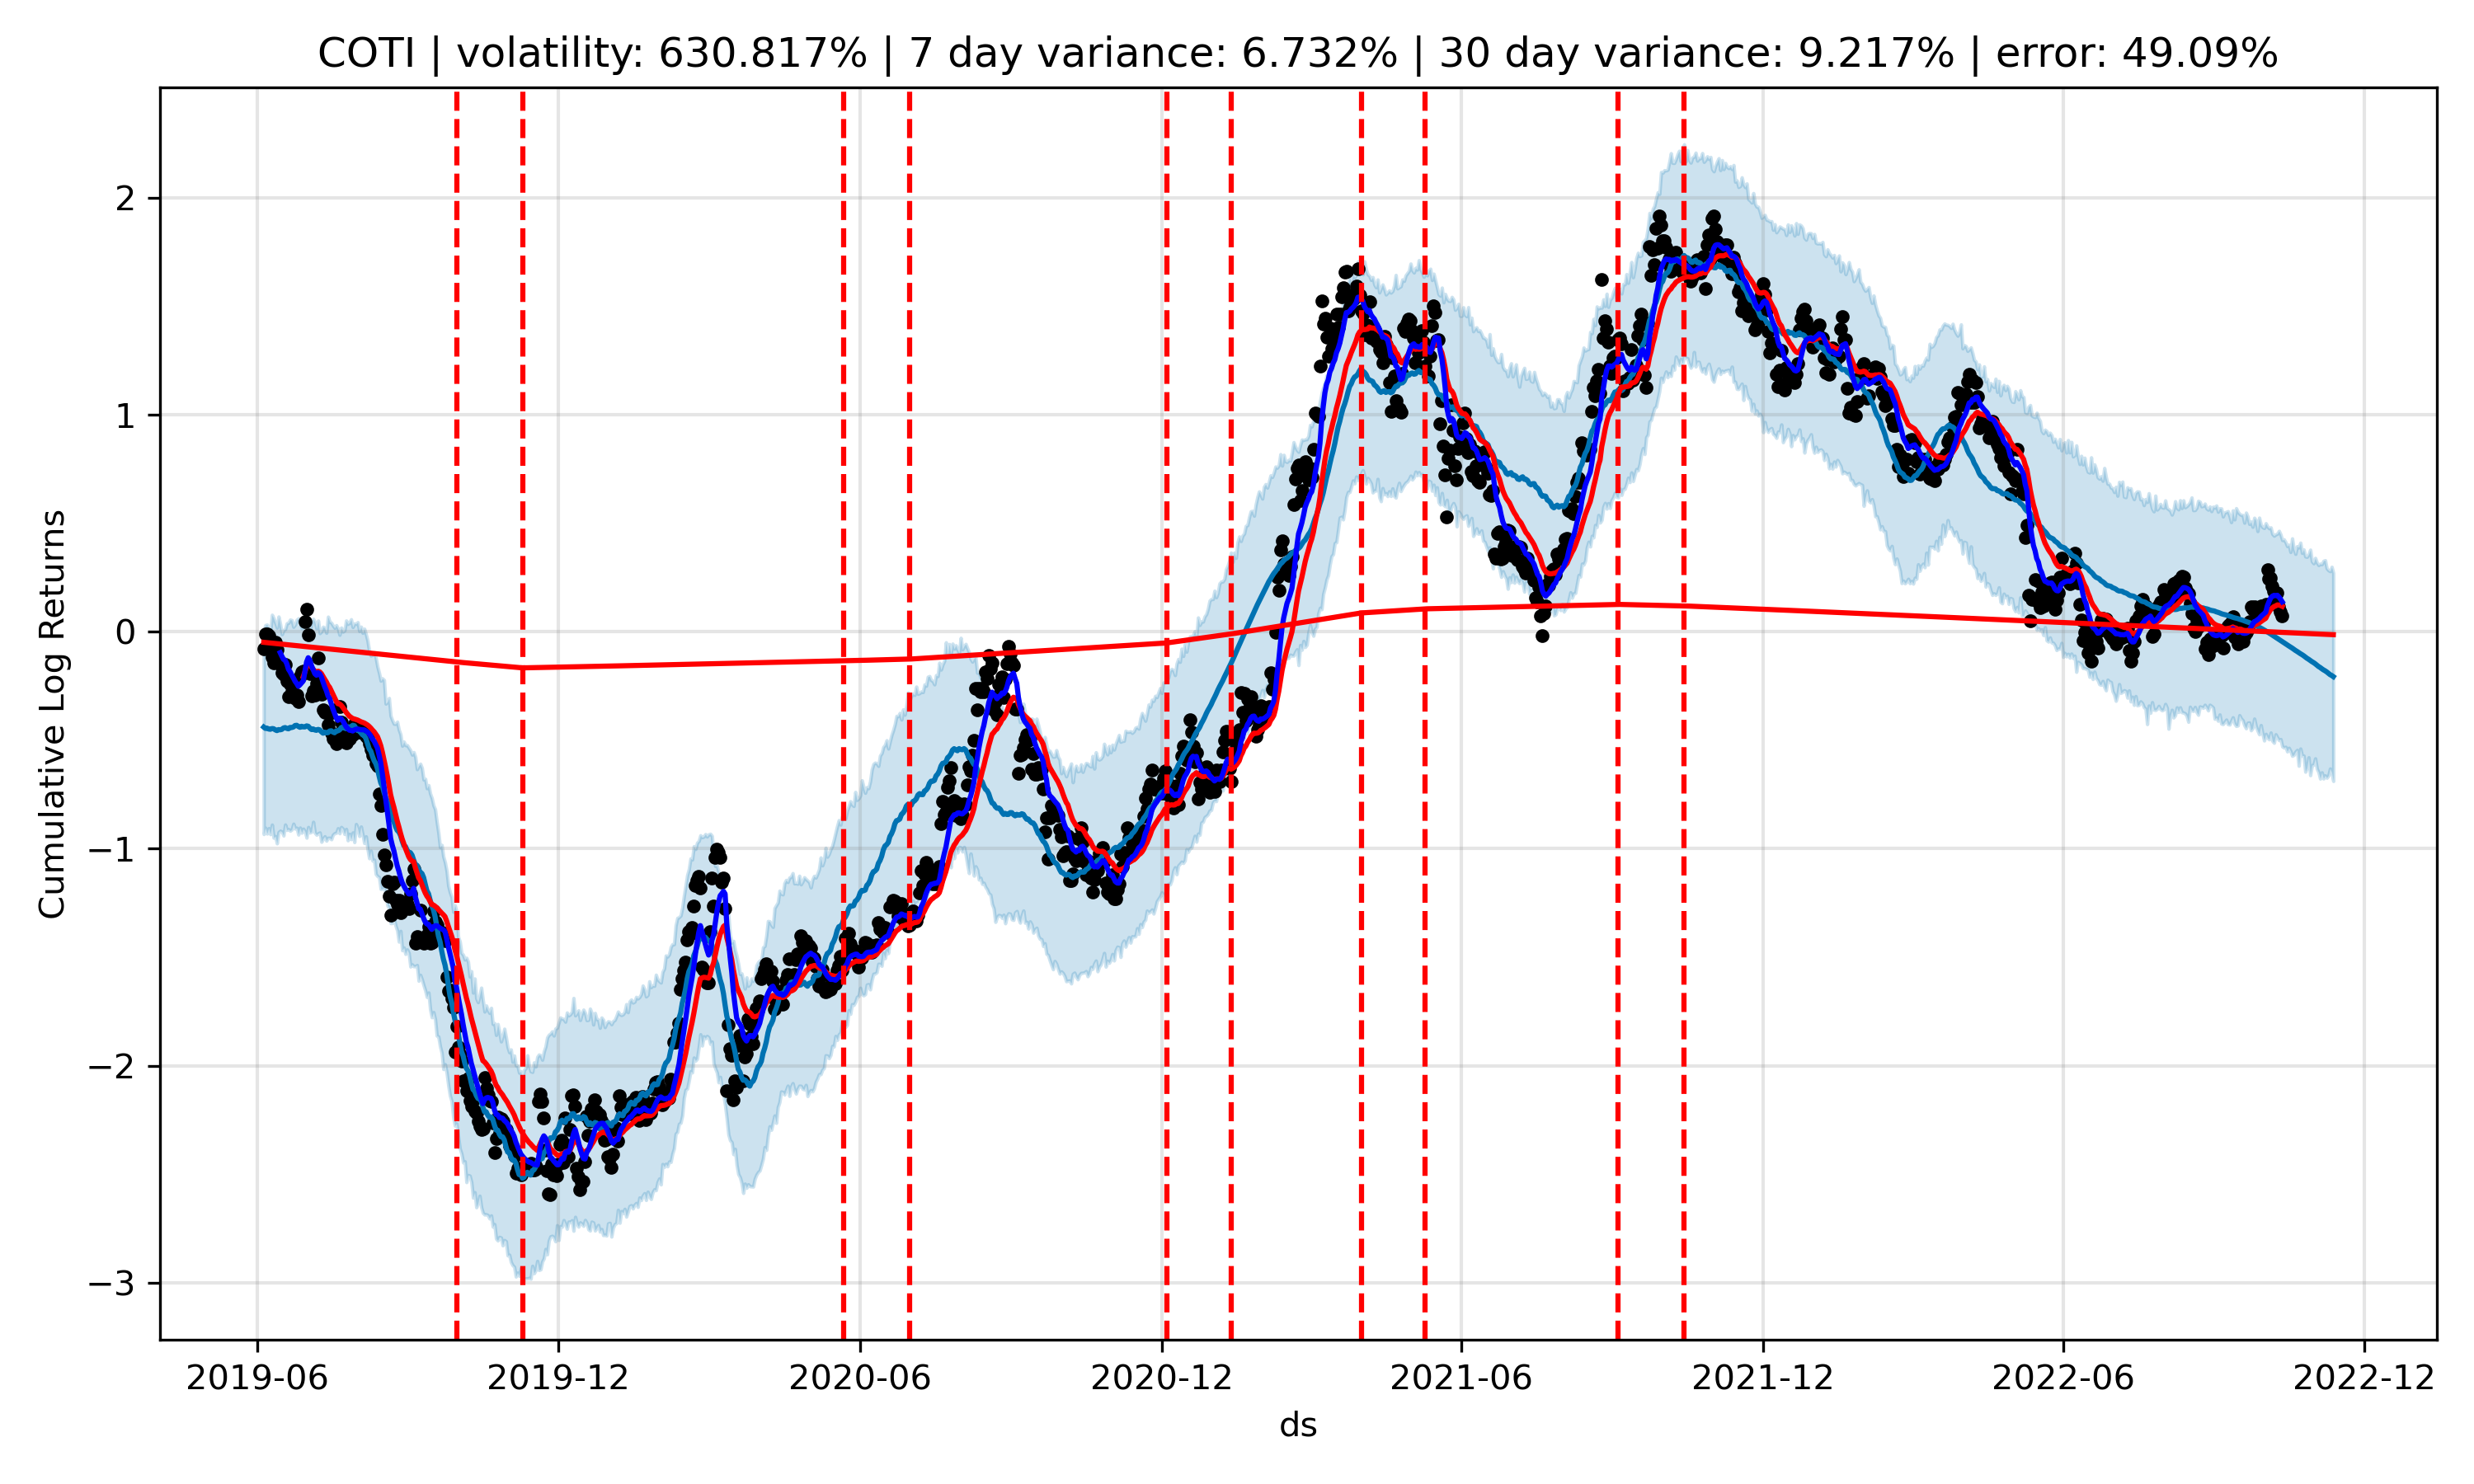 COTI | volatility: 630.817% | 7 day variance: 6.732% | 30 day variance: 9.217% | error: 49.09%
Cumulative Log Returns
2
1
0
−1
−2
−3
2019-06 2019-12 2020-06 2020-12 2021-06 2021-12 2022-06 2022-12
ds